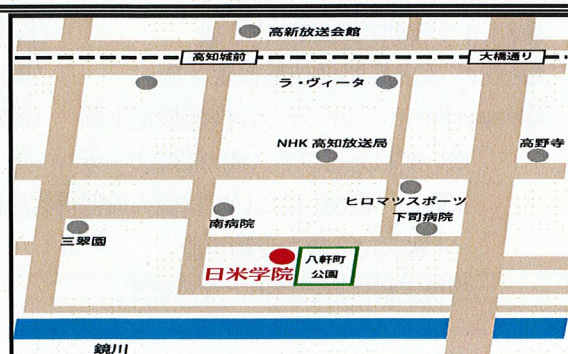 高新放送会館
高知城前
大橋通り
ラ・ヴィータ
NHK 高知放送局
高野寺
ヒロマツスポーツ
下司病院
南病院
三翠園
日米学院
八軒町
公園
鏡川